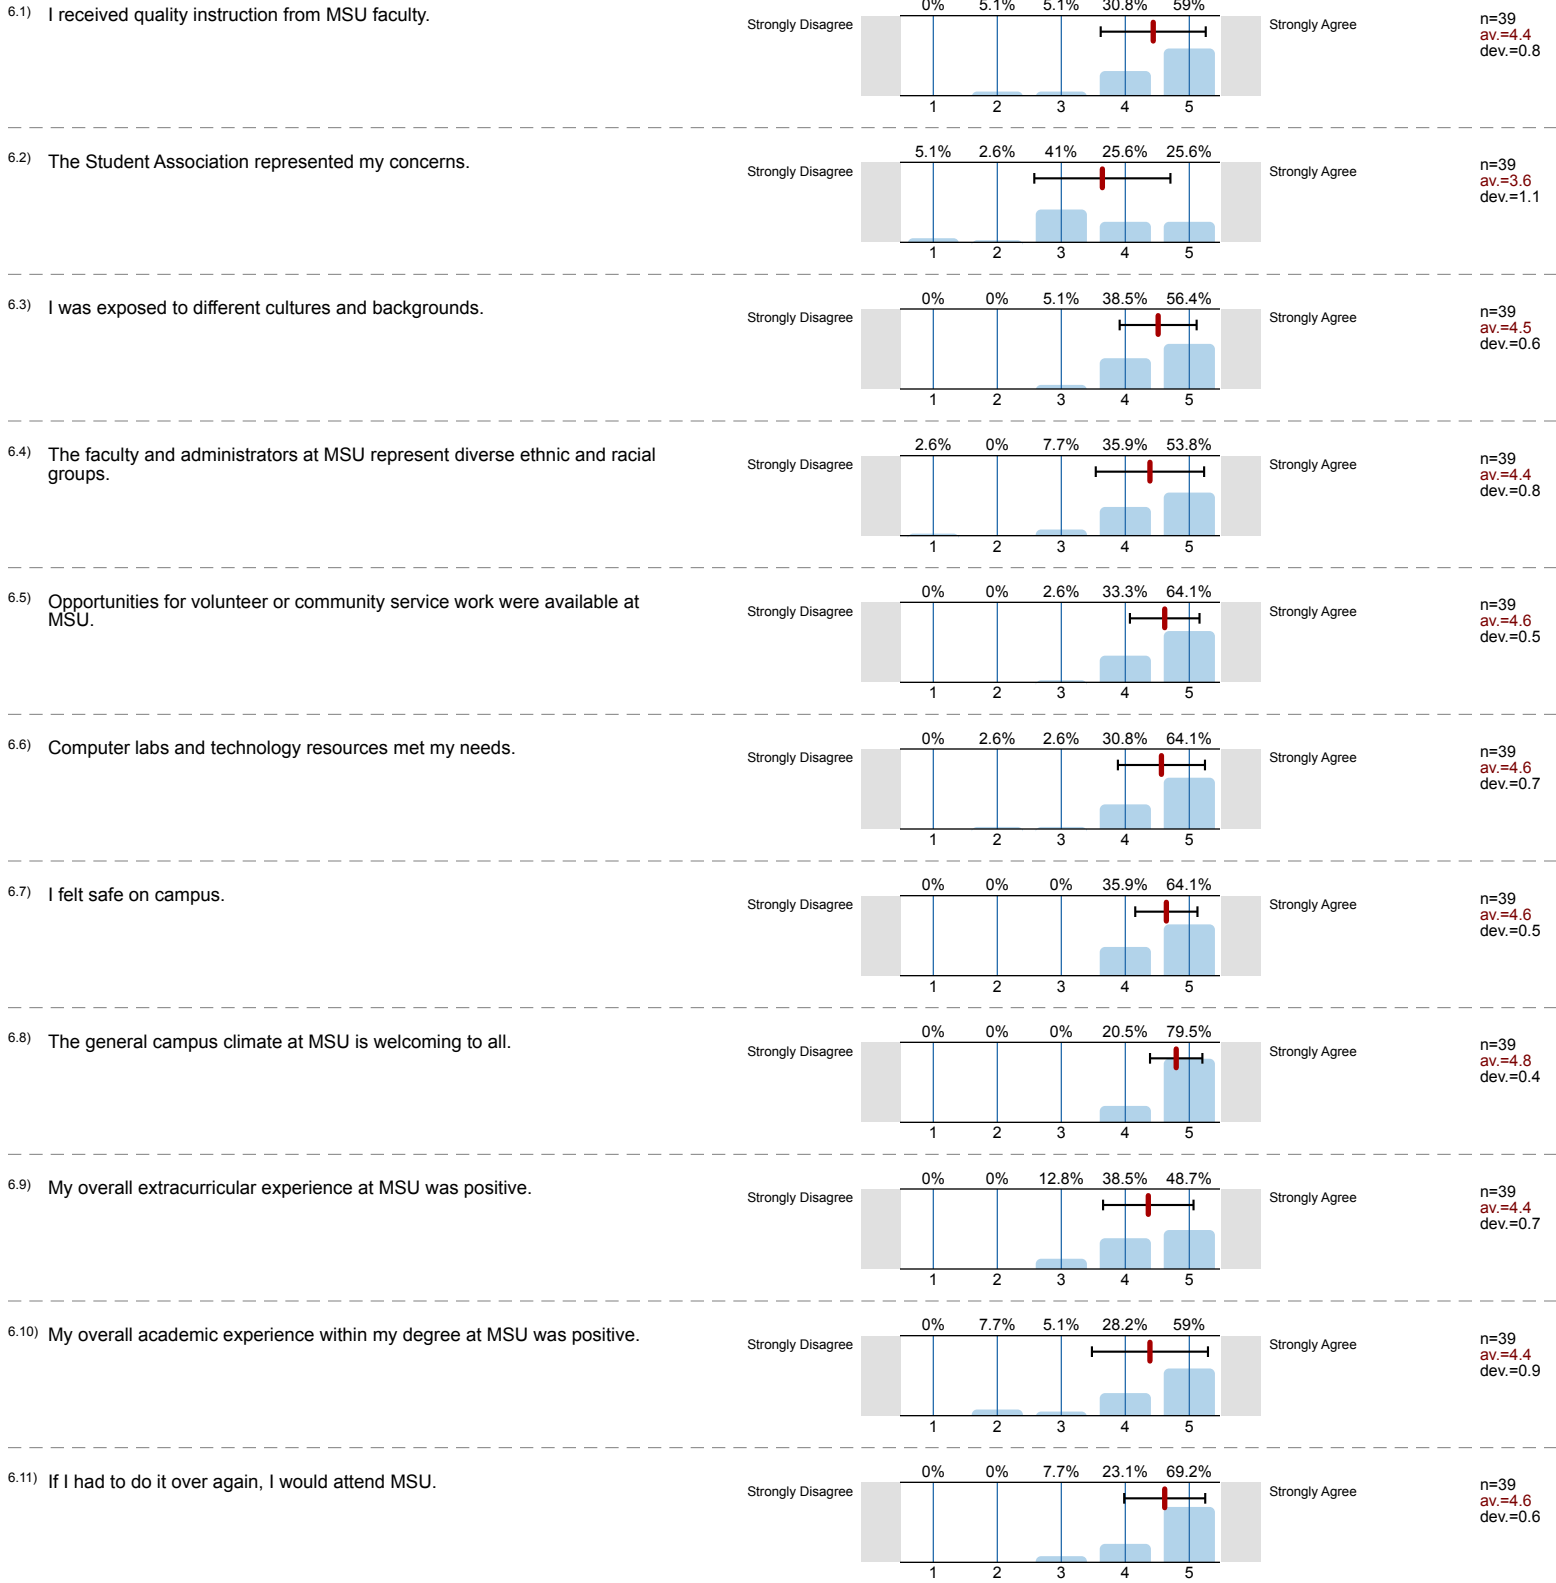 6.1) I received quality instruction from MSU faculty.
0% 5.1% 5.1% 30.8% 59%
Strongly Disagree Strongly Agree
n=39
av.=4.4
dev.=0.8
1 2 3 4 5
6.2) The Student Association represented my concerns.
5.1% 2.6% 41% 25.6% 25.6%
Strongly Disagree Strongly Agree
n=39
av.=3.6
dev.=1.1
1 2 3 4 5
6.3) I was exposed to different cultures and backgrounds.
0% 0% 5.1% 38.5% 56.4%
Strongly Disagree Strongly Agree
n=39
av.=4.5
dev.=0.6
1 2 3 4 5
6.4) The faculty and administrators at MSU represent diverse ethnic and racial
groups.
2.6% 0% 7.7% 35.9% 53.8%
Strongly Disagree Strongly Agree
n=39
av.=4.4
dev.=0.8
1 2 3 4 5
6.5) Opportunities for volunteer or community service work were available at
MSU.
0% 0% 2.6% 33.3% 64.1%
Strongly Disagree Strongly Agree
n=39
av.=4.6
dev.=0.5
1 2 3 4 5
6.6) Computer labs and technology resources met my needs.
0% 2.6% 2.6% 30.8% 64.1%
Strongly Disagree Strongly Agree
n=39
av.=4.6
dev.=0.7
1 2 3 4 5
6.7) I felt safe on campus.
0% 0% 0% 35.9% 64.1%
Strongly Disagree Strongly Agree
n=39
av.=4.6
dev.=0.5
1 2 3 4 5
6.8) The general campus climate at MSU is welcoming to all.
0% 0% 0% 20.5% 79.5%
Strongly Disagree Strongly Agree
n=39
av.=4.8
dev.=0.4
1 2 3 4 5
6.9) My overall extracurricular experience at MSU was positive.
0% 0% 12.8% 38.5% 48.7%
Strongly Disagree Strongly Agree
n=39
av.=4.4
dev.=0.7
1 2 3 4 5
6.10) My overall academic experience within my degree at MSU was positive.
0% 7.7% 5.1% 28.2% 59%
Strongly Disagree Strongly Agree
n=39
av.=4.4
dev.=0.9
1 2 3 4 5
6.11) If I had to do it over again, I would attend MSU.
0% 0% 7.7% 23.1% 69.2%
Strongly Disagree Strongly Agree
n=39
av.=4.6
dev.=0.6
1 2 3 4 5